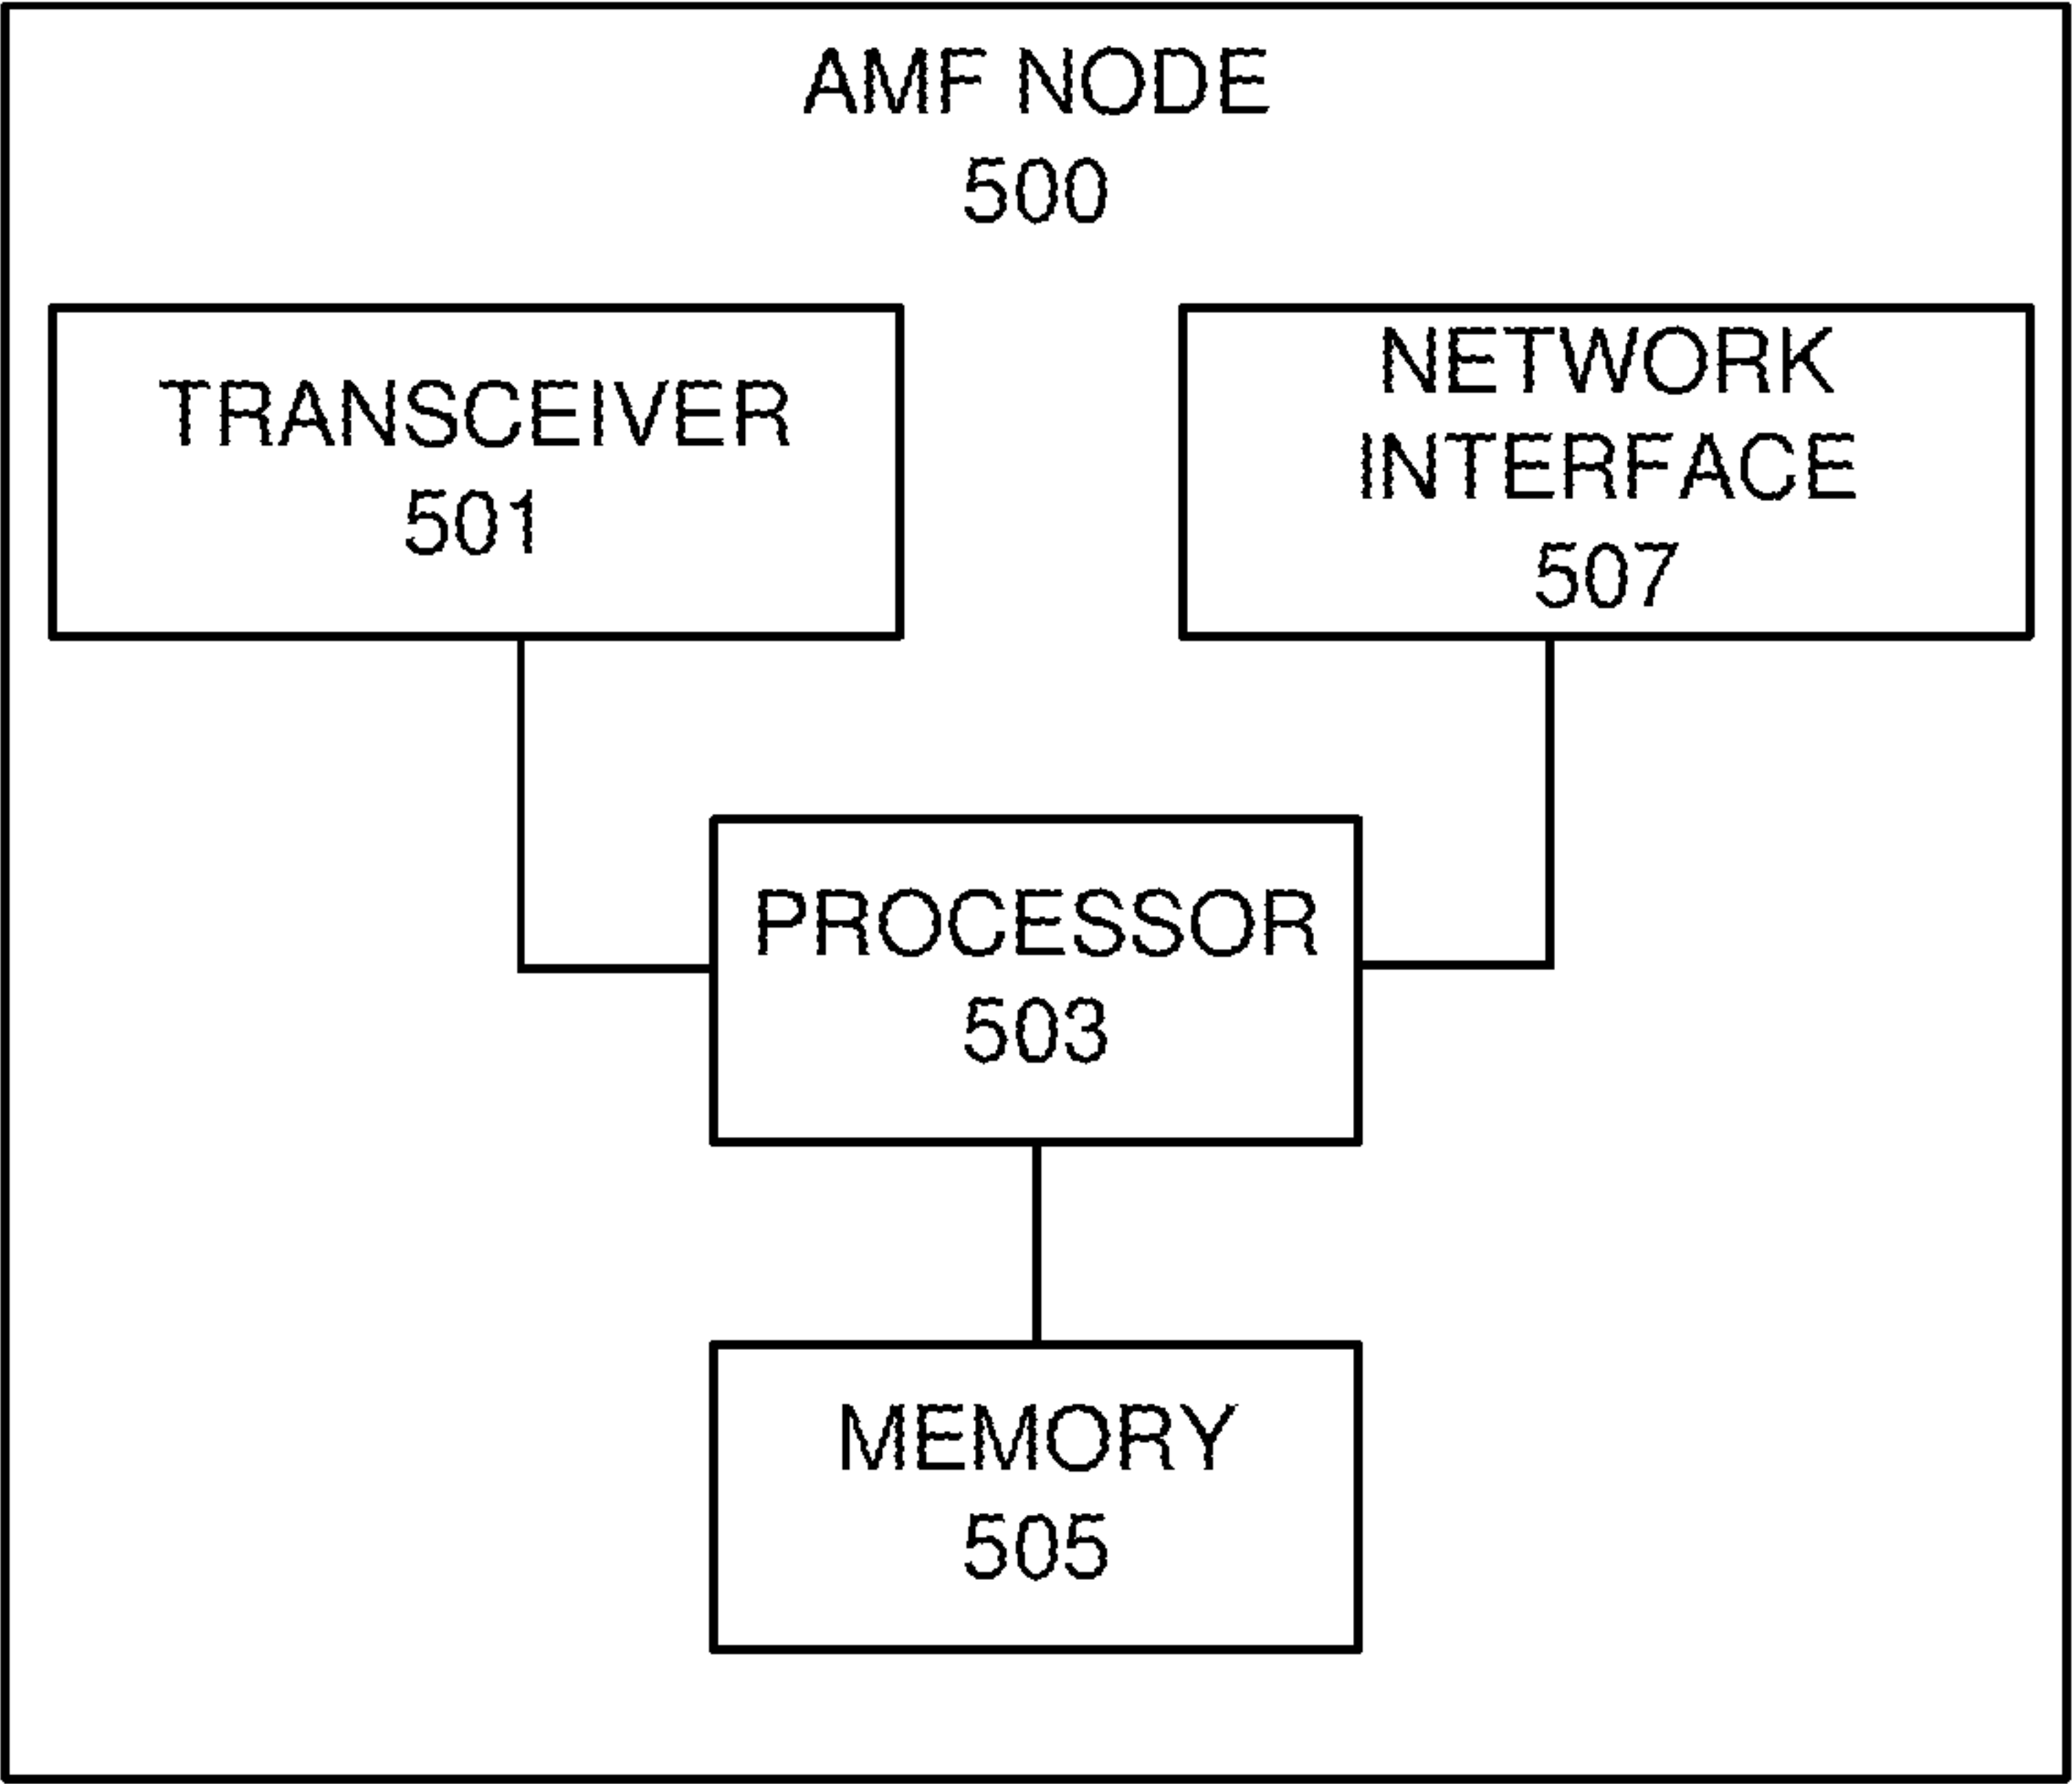 AMF NODE
500
TRANSCEIVER
501
NETWORK
INTERFACE
507
PROCESSOR
503
MEMORY
505